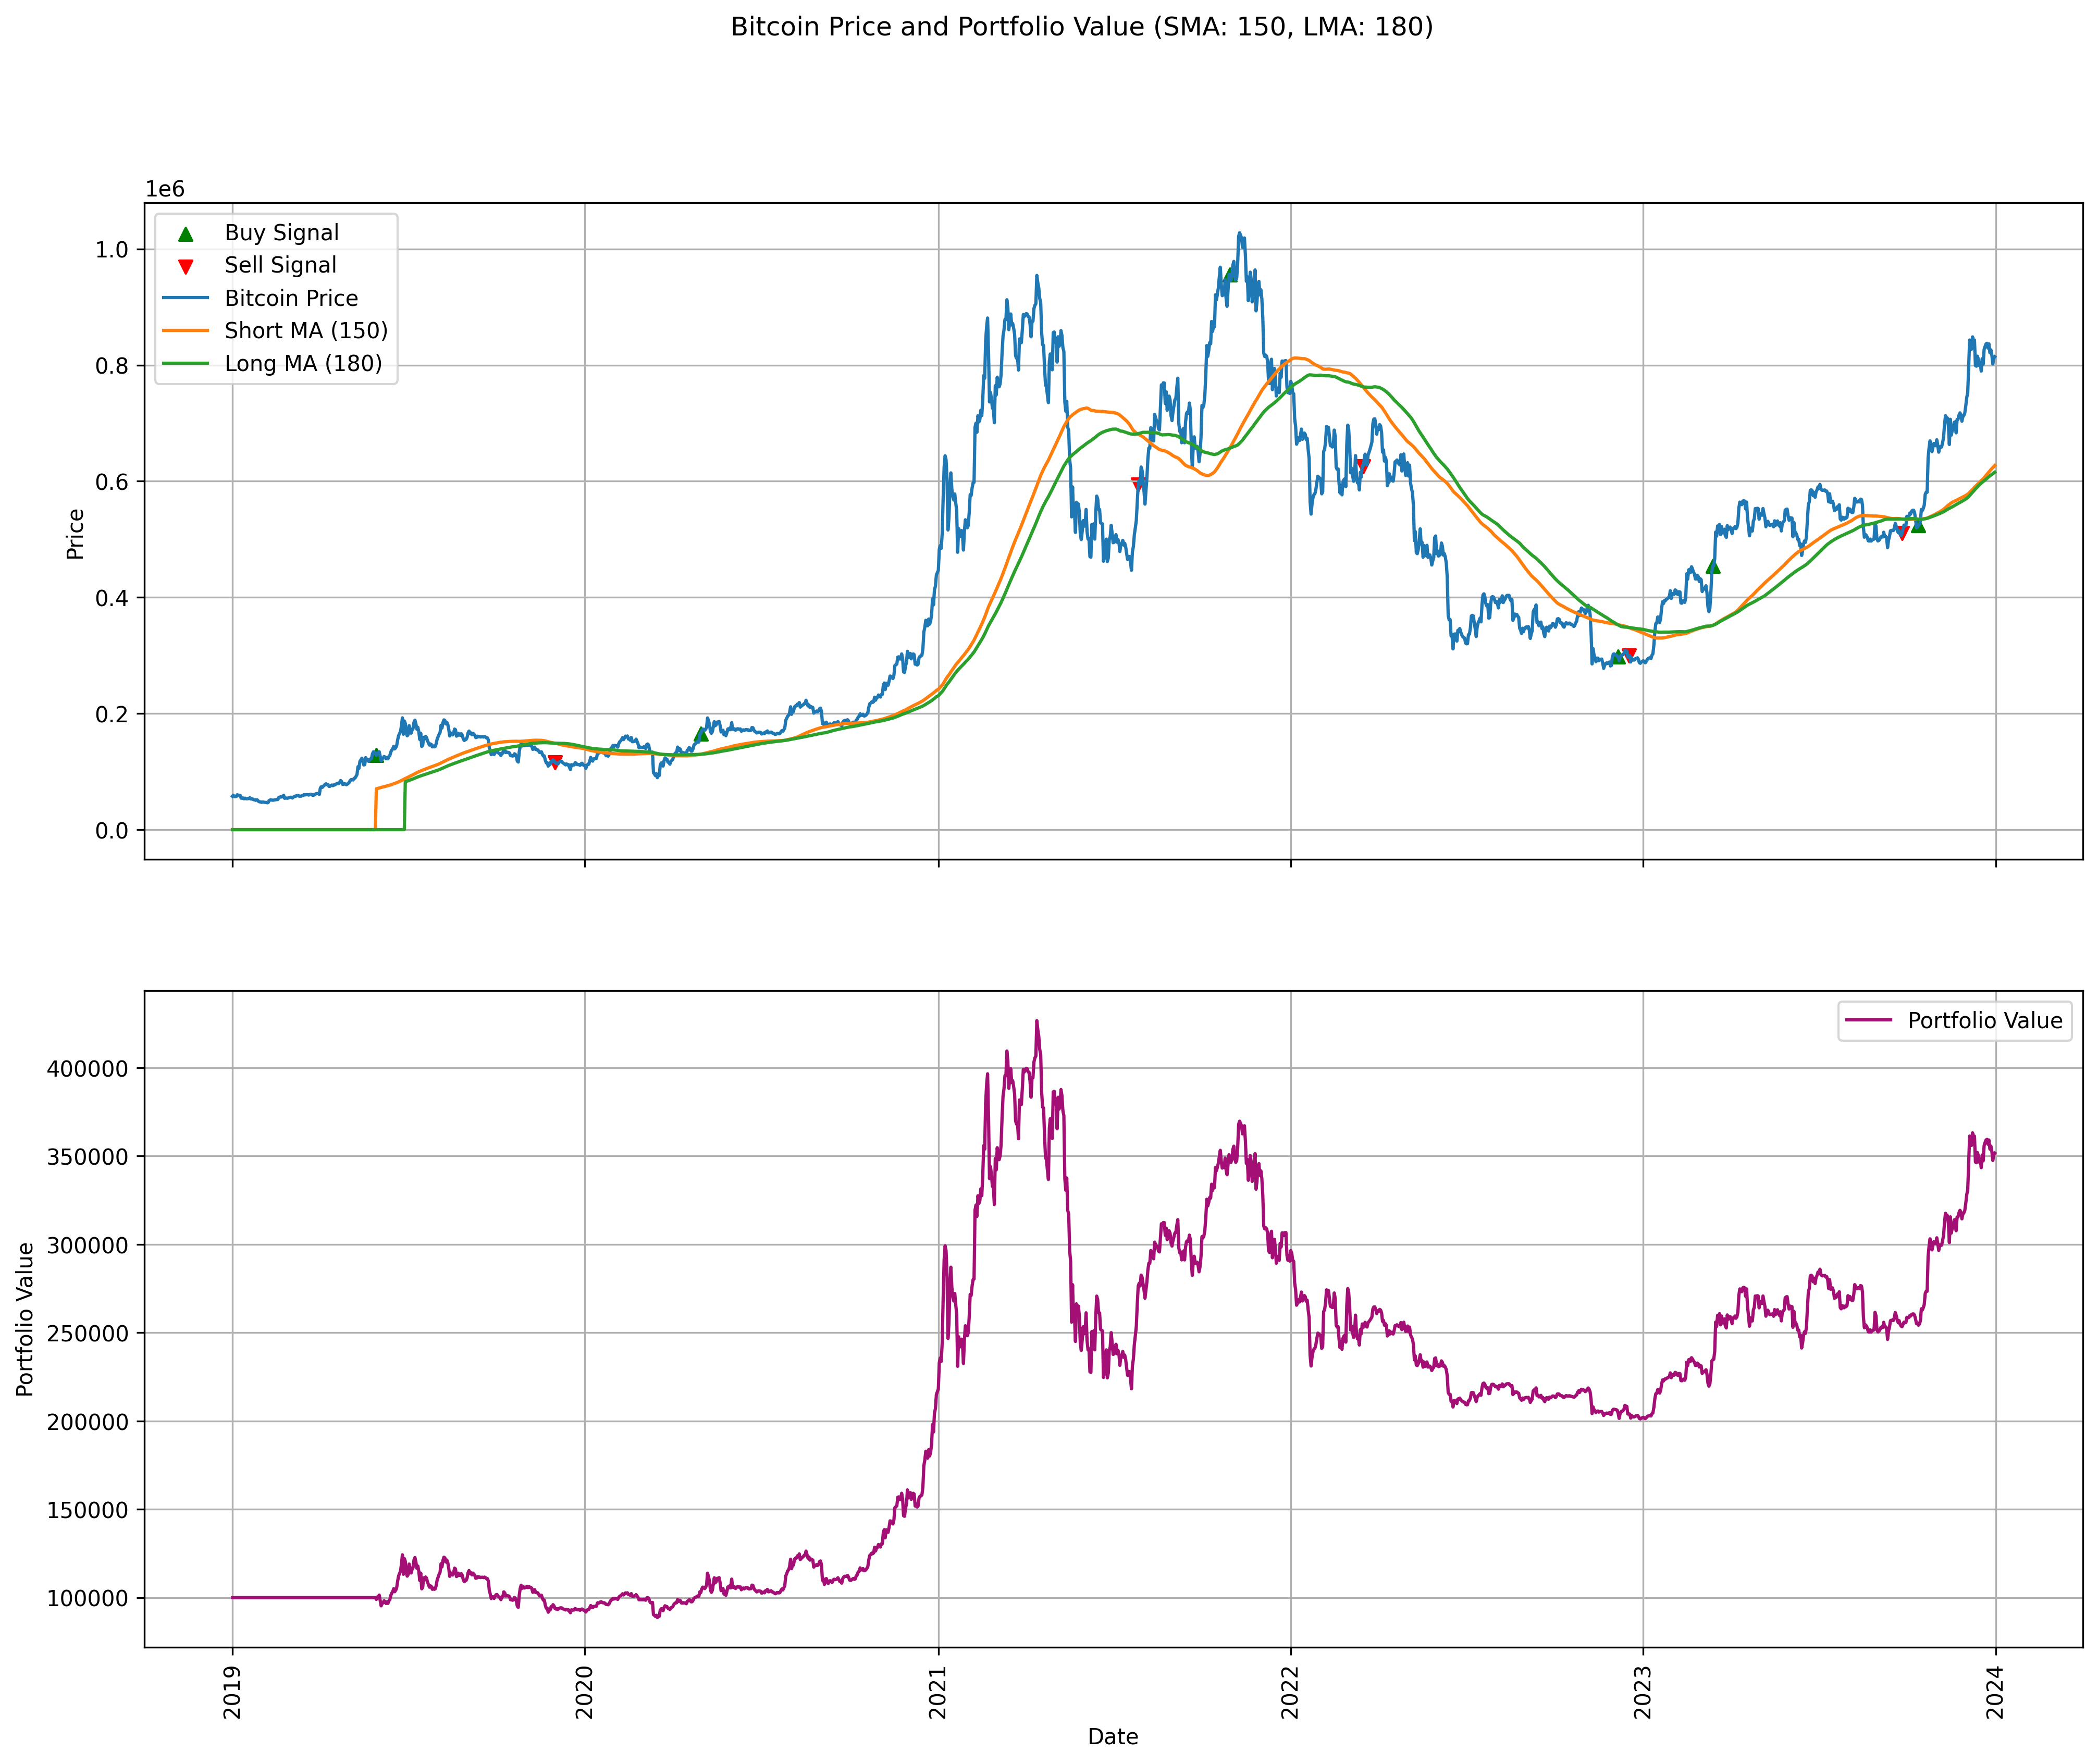 Bitcoin Price and Portfolio Value (SMA: 150, LMA: 180)
1e6
Buy Signal
Sell Signal
Bitcoin Price
Short MA (150)
Long MA (180)
Price
1.0
0.8
0.6
0.4
0.2
0.0
Portfolio Value
Portfolio Value
400000
350000
300000
250000
200000
150000
100000
2019
2020
2021
2022
2023
2024
Date